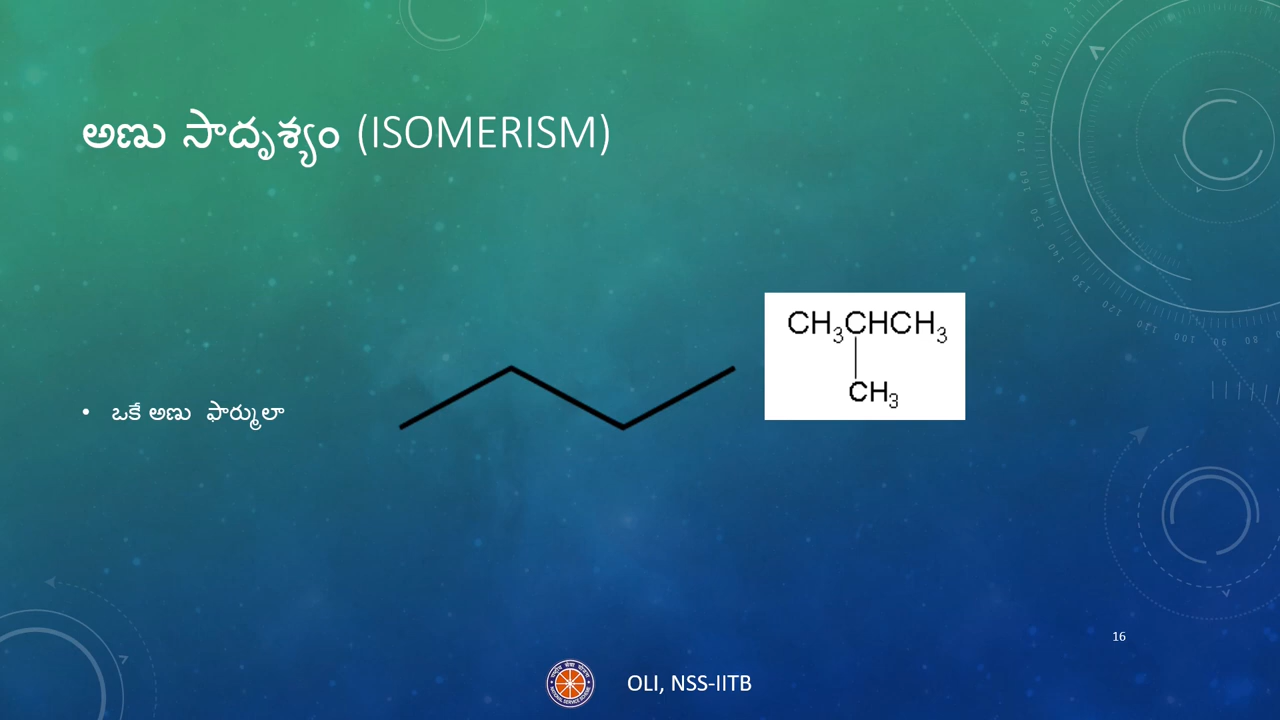 అణు సాదృశ్యం (ISOMERISM)
• ఒకే అణు ఫార్ములా
CH3CHCH3
CH3
16
OLI, NSS-IITB